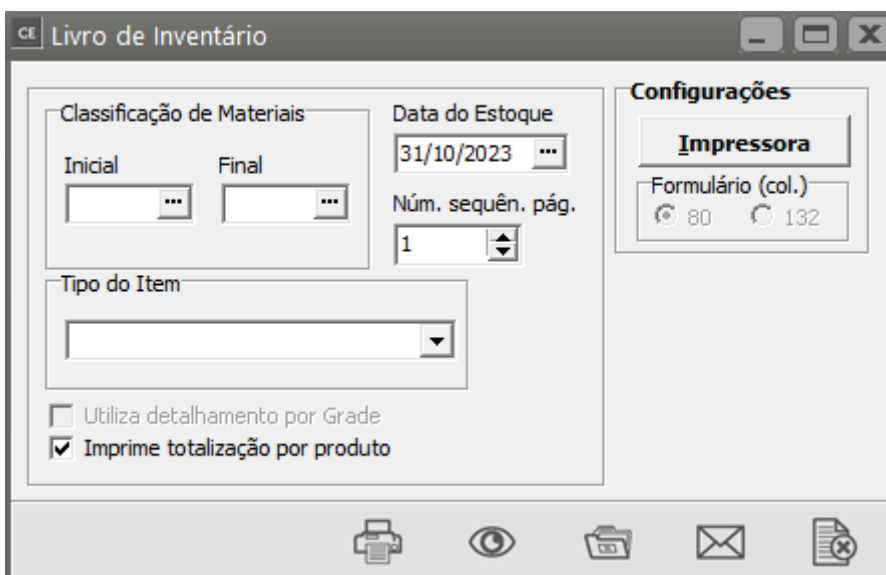 CE Livro de Inventário
Classificação de Materiais
Inicial
Final
Data do Estoque
31/10/2023 ...
Núm. sequên. pág.
1
Tipo do Item
Utiliza detalhamento por Grade
Imprime totalização por produto
Configurações
Impressora
Formulário (col.)
80 132